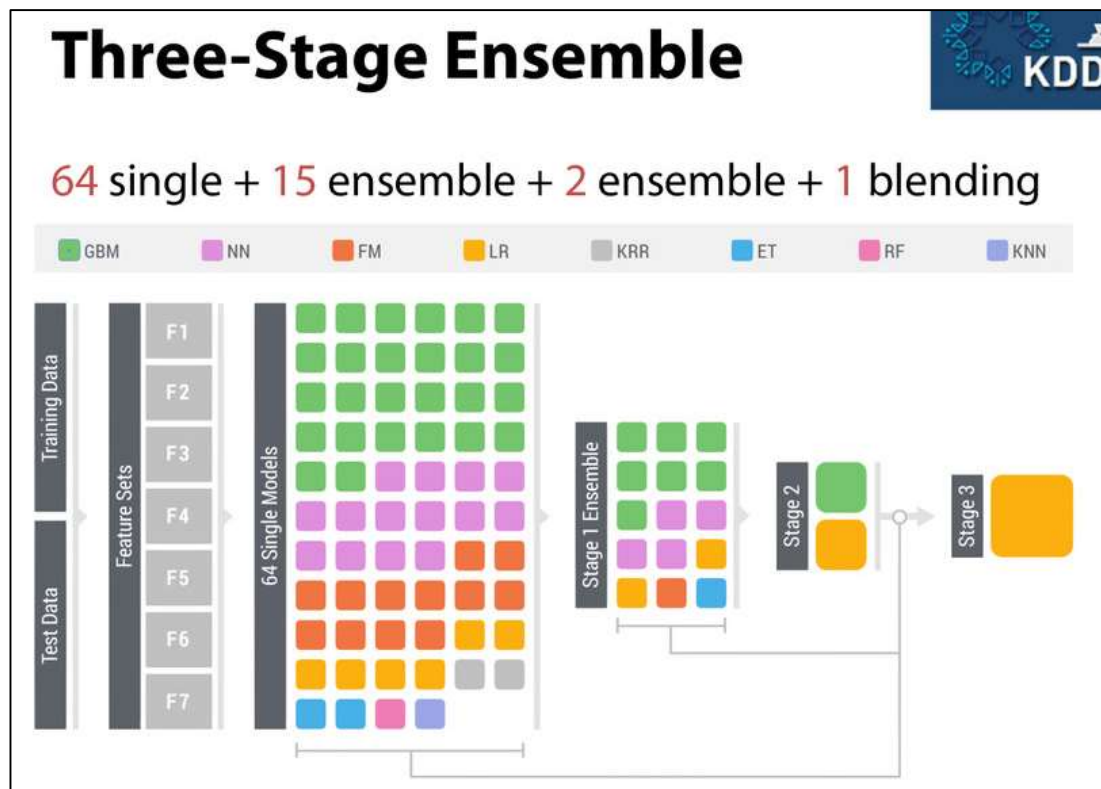 Three-Stage Ensemble
KDD
64 single + 15 ensemble + 2 ensemble + 1 blending
GBM NN FM LR KRR ET RF KNN
Training Data
Test Data
Feature Sets
F1
F2
F3
F4
F5
F6
F7
64 Single Models
Stage 1 Ensemble
Stage 2
Stage 3